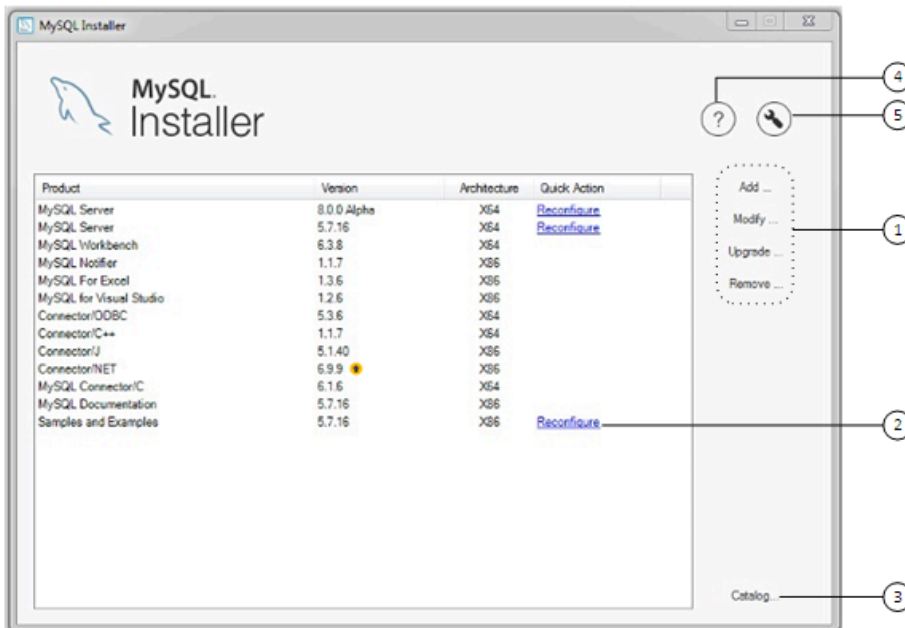 MySQL Installer
MySQL.
Installer
?
4
5
Product Version Architecture Quick Action
MySQL Server 8.0.0 Alpha X64 Reconfigure
MySQL Server 5.7.16 X64 Reconfigure
MySQL Workbench 6.3.8 X64
MySQL Notifier 1.1.7 X86
MySQL For Excel 1.3.6 X86
MySQL for Visual Studio 1.2.6 X86
Connector/ODBC 5.3.6 X64
Connector/C++ 1.1.7 X64
Connector/J 5.1.40 X86
Connector/NET 6.9.9 X86
MySQL Connector/C 6.1.6 X64
MySQL Documentation 5.7.16 X86
Samples and Examples 5.7.16 X86 Reconfigure
Add ...
Modify ...
Upgrade ...
Remove ...
1
2
Catalog...
3